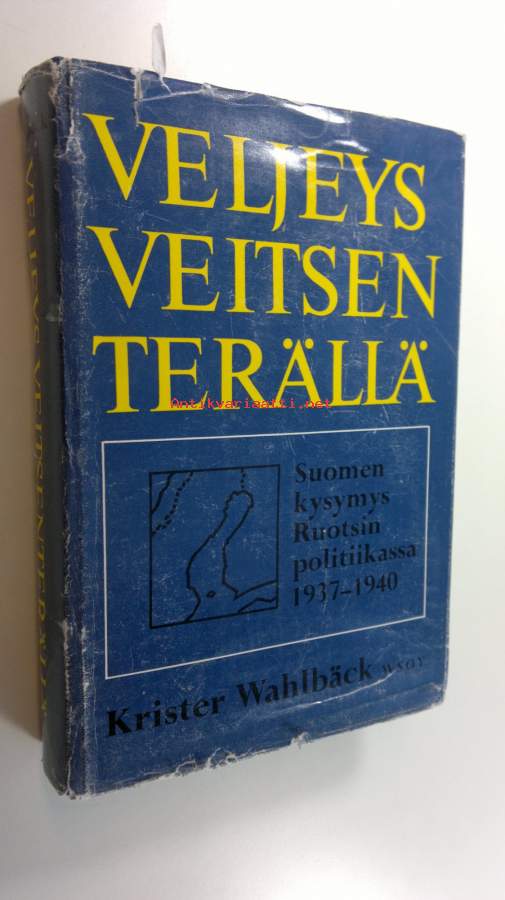 VELJEYS
VEITSEN
TERÄLLÄ
Antikvariaatti.net
Suomen
kysymys
Ruotsin
politiikassa
1937–1940
Krister Wahlbäck WSOY
VELJEYS VEITSEN TERÄLLÄ